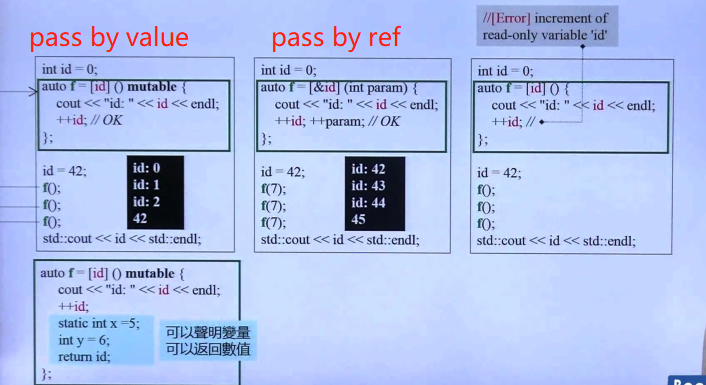 pass by value
int id = 0;
auto f = [id] () mutable {
cout << "id: " << id << endl;
++id; // OK
};
id = 42;
f();
f();
f();
std::cout << id << std::endl;
id: 0
id: 1
id: 2
42
pass by ref
int id = 0;
auto f = [&id] (int param) {
cout << "id: " << id << endl;
++id; ++param; // OK
};
id = 42;
f(7);
f(7);
f(7);
std::cout << id << std::endl;
id: 42
id: 43
id: 44
45
//[Error] increment of
read-only variable 'id'
int id = 0;
auto f = [id] () {
cout << "id: " << id << endl;
++id; //
};
id = 42;
f();
f();
f();
std::cout << id << std::endl;
auto f = [id] () mutable {
cout << "id: " << id << endl;
++id;
static int x =5;
int y = 6;
return id;
};
可以聲明變量
可以返回數值